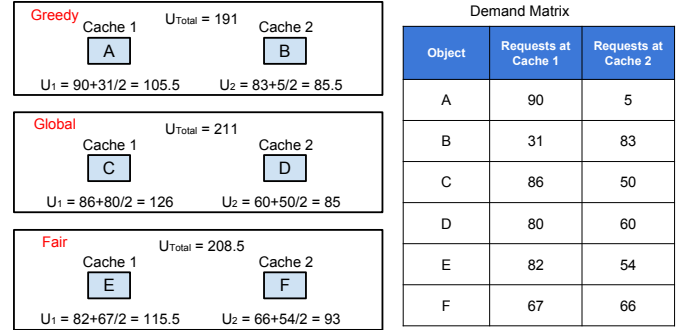 Greedy
UTotal = 191
Cache 1
Cache 2
A
B
U1 = 90+31/2 = 105.5
U2 = 83+5/2 = 85.5
Global
UTotal = 211
Cache 1
Cache 2
C
D
U1 = 86+80/2 = 126
U2 = 60+50/2 = 85
Fair
UTotal = 208.5
Cache 1
Cache 2
E
F
U1 = 82+67/2 = 115.5
U2 = 66+54/2 = 93
Demand Matrix
Object Requests at Cache 1 Requests at Cache 2
A 90 5
B 31 83
C 86 50
D 80 60
E 82 54
F 67 66